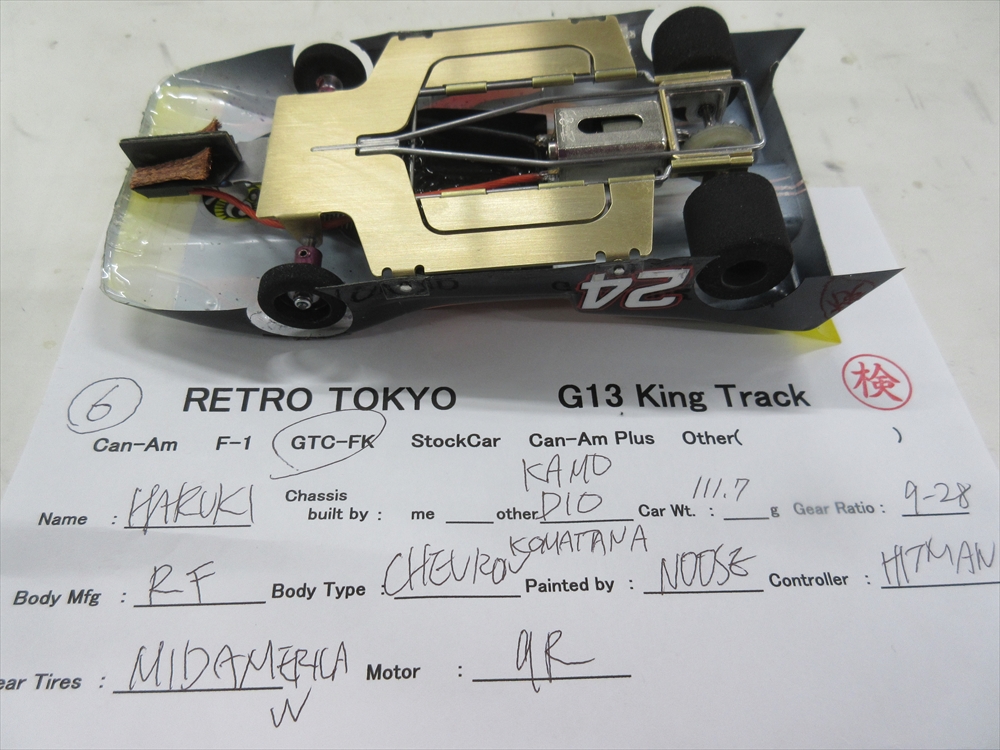 24
6 RETRO TOKYO G13 King Track 検
Can-Am F-1 GTC-FK StockCar Can-Am Plus Other( )
Name : HARUKI Chassis built by : me ___ other KAMO DIO Car Wt. : 111.7 g Gear Ratio : 9-28
Body Mfg : RF Body Type : CHEVRON Painted by : NOOSE Controller : HITMAN
ear Tires : MIDAMERICA W Motor : 9R